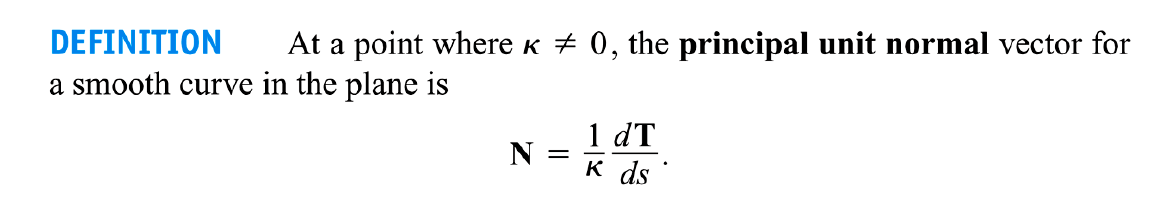 DEFINITION At a point where κ ≠ 0, the principal unit normal vector for
a smooth curve in the plane is
N = 1/κ dT/ds.